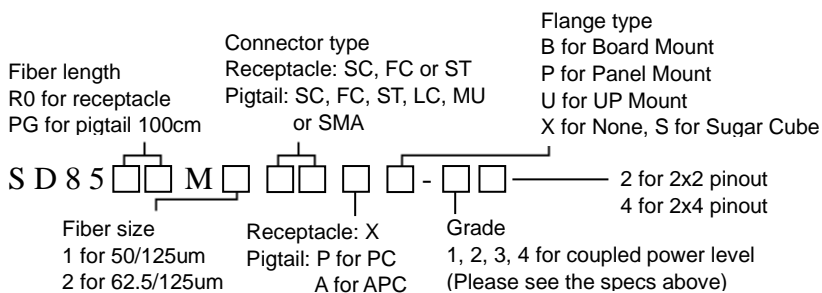 Flange type
B for Board Mount
P for Panel Mount
U for UP Mount
X for None, S for Sugar Cube
Connector type
Receptacle: SC, FC or ST
Pigtail: SC, FC, ST, LC, MU
or SMA
Fiber length
R0 for receptacle
PG for pigtail 100cm
SD85□□ M□ □□ □ □-□□
2 for 2x2 pinout
4 for 2x4 pinout
Fiber size
1 for 50/125um
2 for 62.5/125um
Receptacle: X
Pigtail: P for PC
A for APC
Grade
1, 2, 3, 4 for coupled power level
(Please see the specs above)